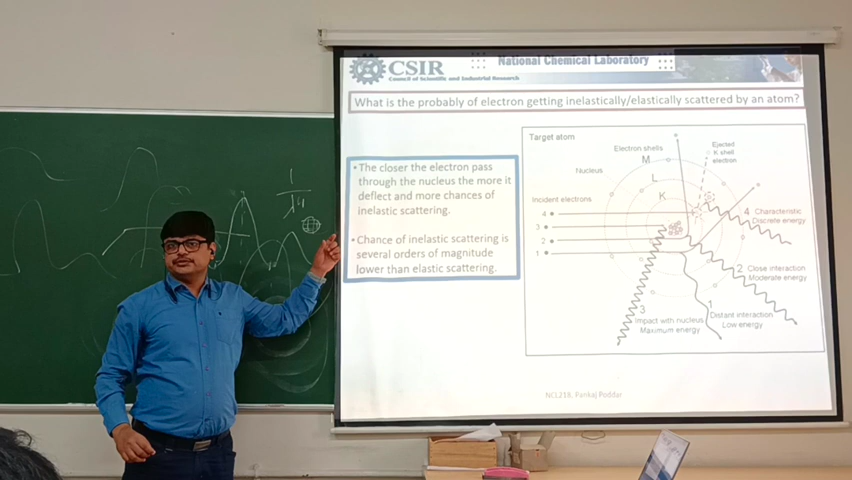 CSIR
Council of Scientific and Industrial Research
National Chemical Laboratory
What is the probably of electron getting inelastically/elastically scattered by an atom?
• The closer the electron pass
through the nucleus the more it
deflect and more chances of
inelastic scattering.
• Chance of inelastic scattering is
several orders of magnitude
lower than elastic scattering.
Target atom
Electron shells
Nucleus
M
L
K
Ejected
K shell
electron
Incident electrons
4
3
2
1
4 Characteristic
Discrete energy
2 Close interaction
Moderate energy
1
Distant interaction
Low energy
3
Impact with nucleus
Maximum energy
NCL218, Pankaj Poddar
1
λ4